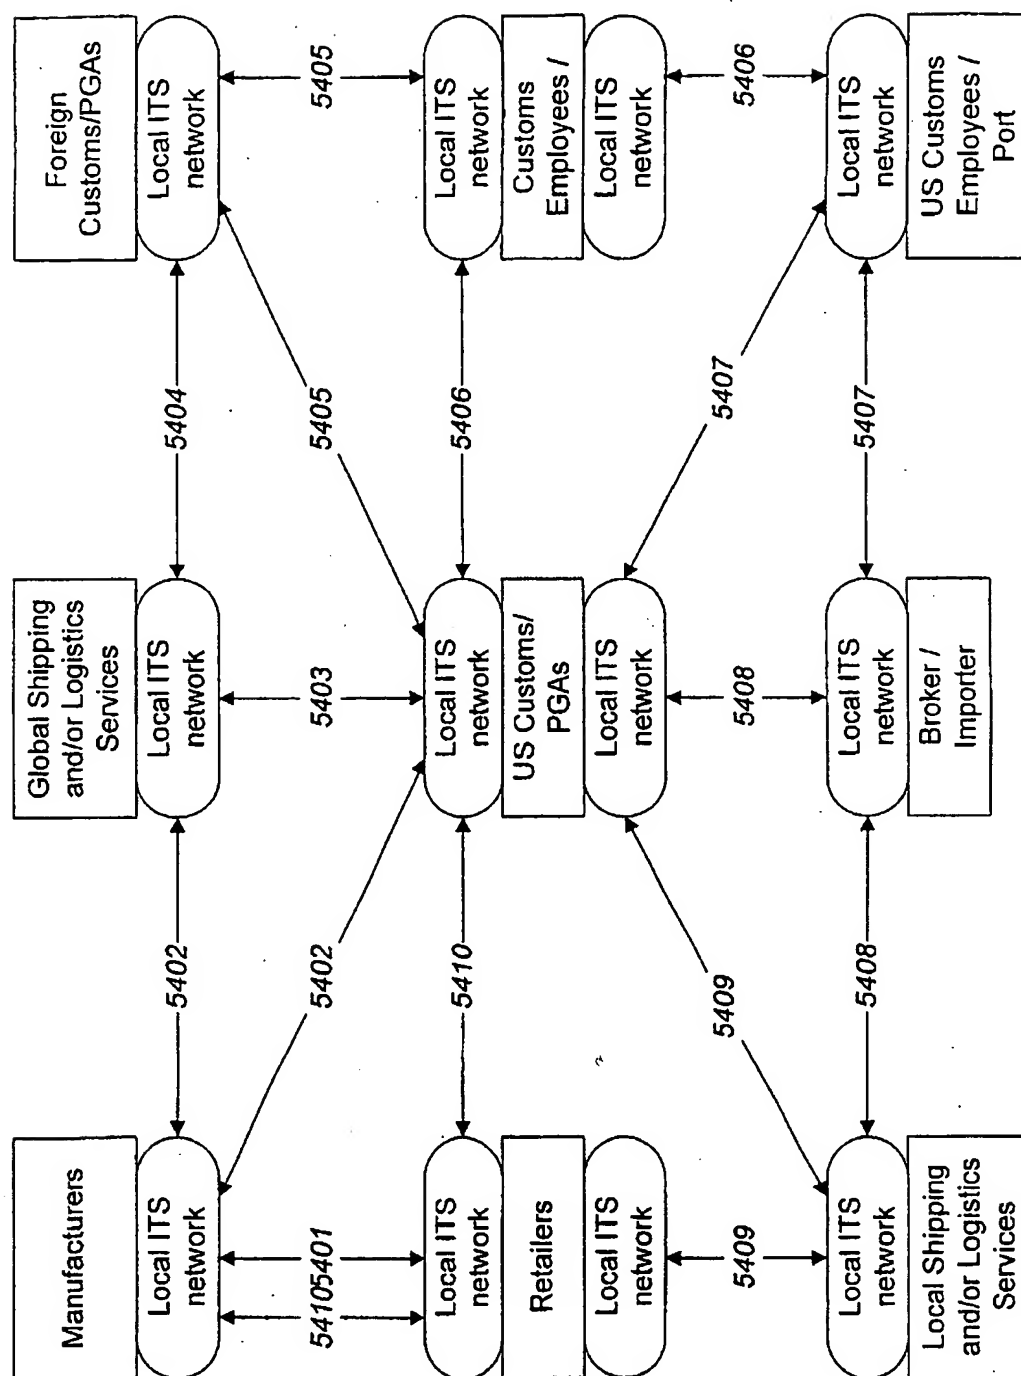 Manufacturers
Local ITS
network
Global Shipping
and/or Logistics
Services
Local ITS
network
Foreign
Customs/PGAs
Local ITS
network
5402
5404
5410
5401
5402
5403
5405
5405
Local ITS
network
Retailers
Local ITS
network
5410
Local ITS
network
US Customs/
PGAs
Local ITS
network
5406
Local ITS
network
Customs
Employees /
Local ITS
network
5409
5409
5408
5407
5406
Local ITS
network
Local Shipping
and/or Logistics
Services
5408
Local ITS
network
Broker /
Importer
5407
Local ITS
network
US Customs
Employees /
Port